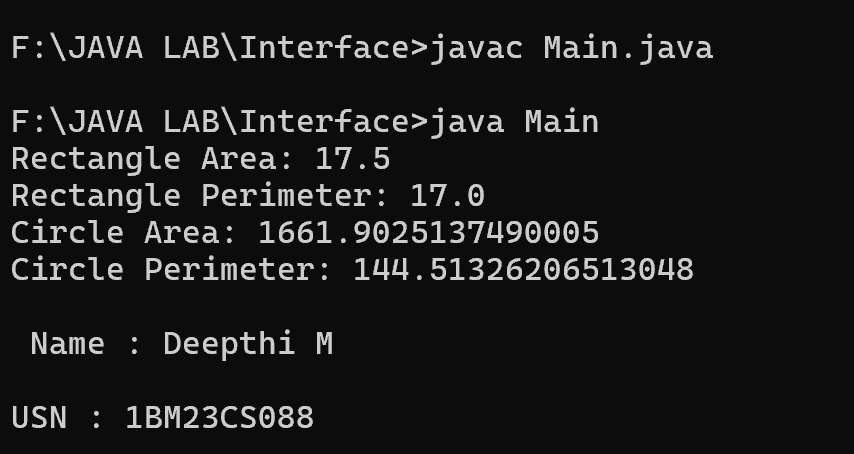 F:\JAVA LAB\Interface>javac Main.java
F:\JAVA LAB\Interface>java Main
Rectangle Area: 17.5
Rectangle Perimeter: 17.0
Circle Area: 1661.9025137490005
Circle Perimeter: 144.51326206513048
Name : Deepthi M
USN : 1BM23CS088